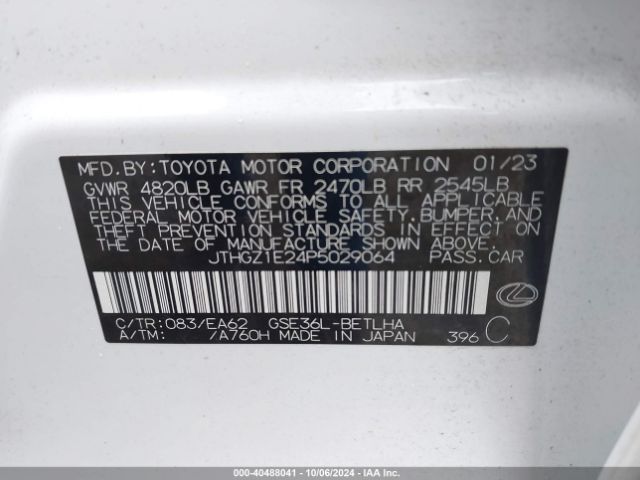 MFD. BY: TOYOTA MOTOR CORPORATION 01/23
GVWR 4820LB GAWR FR 2470LB RR 2545LB
THIS VEHICLE CONFORMS TO ALL APPLICABLE
FEDERAL MOTOR VEHICLE SAFETY, BUMPER, AND
THEFT PREVENTION STANDARDS IN EFFECT ON
THE DATE OF MANUFACTURE SHOWN ABOVE.
JTHGZ1E24P5029064 PASS. CAR
C/TR: 083/EA62 GSE36L-BETLHA
A/TM: /A760H MADE IN JAPAN 396 C
000-40488041 - 10/06/2024 - IAA Inc.